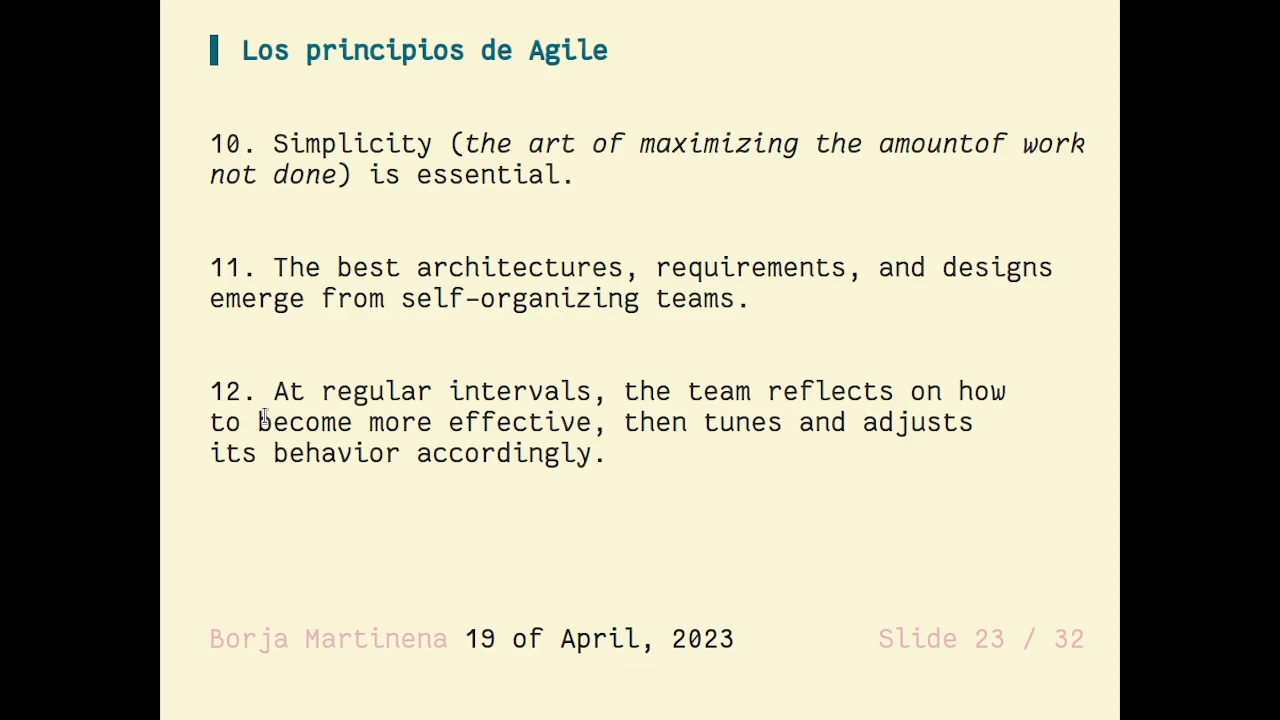 Los principios de Agile
10. Simplicity (the art of maximizing the amountof work
not done) is essential.
11. The best architectures, requirements, and designs
emerge from self-organizing teams.
12. At regular intervals, the team reflects on how
to become more effective, then tunes and adjusts
its behavior accordingly.
Borja Martinena 19 of April, 2023 Slide 23 / 32